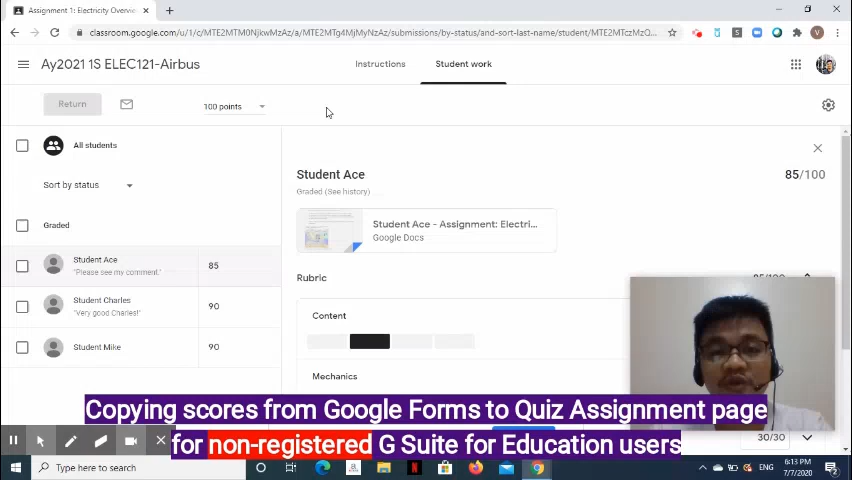 Assignment 1: Electricity Overvie
classroom.google.com/u/1/c/MTE2MTM0NjkwMzAz/a/MTE2MTg4MjMyNzAz/submissions/by-status/and-sort-last-name/student/MTE2MTczMzQ...
Ay2021 1S ELEC121-Airbus
Instructions
Student work
Return
100 points
All students
Sort by status
Graded
Student Ace
"Please see my comment."
85
Student Charles
"Very good Charles!"
90
Student Mike
90
Student Ace
85/100
Graded (See history)
Student Ace - Assignment: Electri...
Google Docs
Rubric
Content
Mechanics
30/30
Copying scores from Google Forms to Quiz Assignment page
for non-registered G Suite for Education users
Type here to search
ENG
6:13 PM
7/7/2020